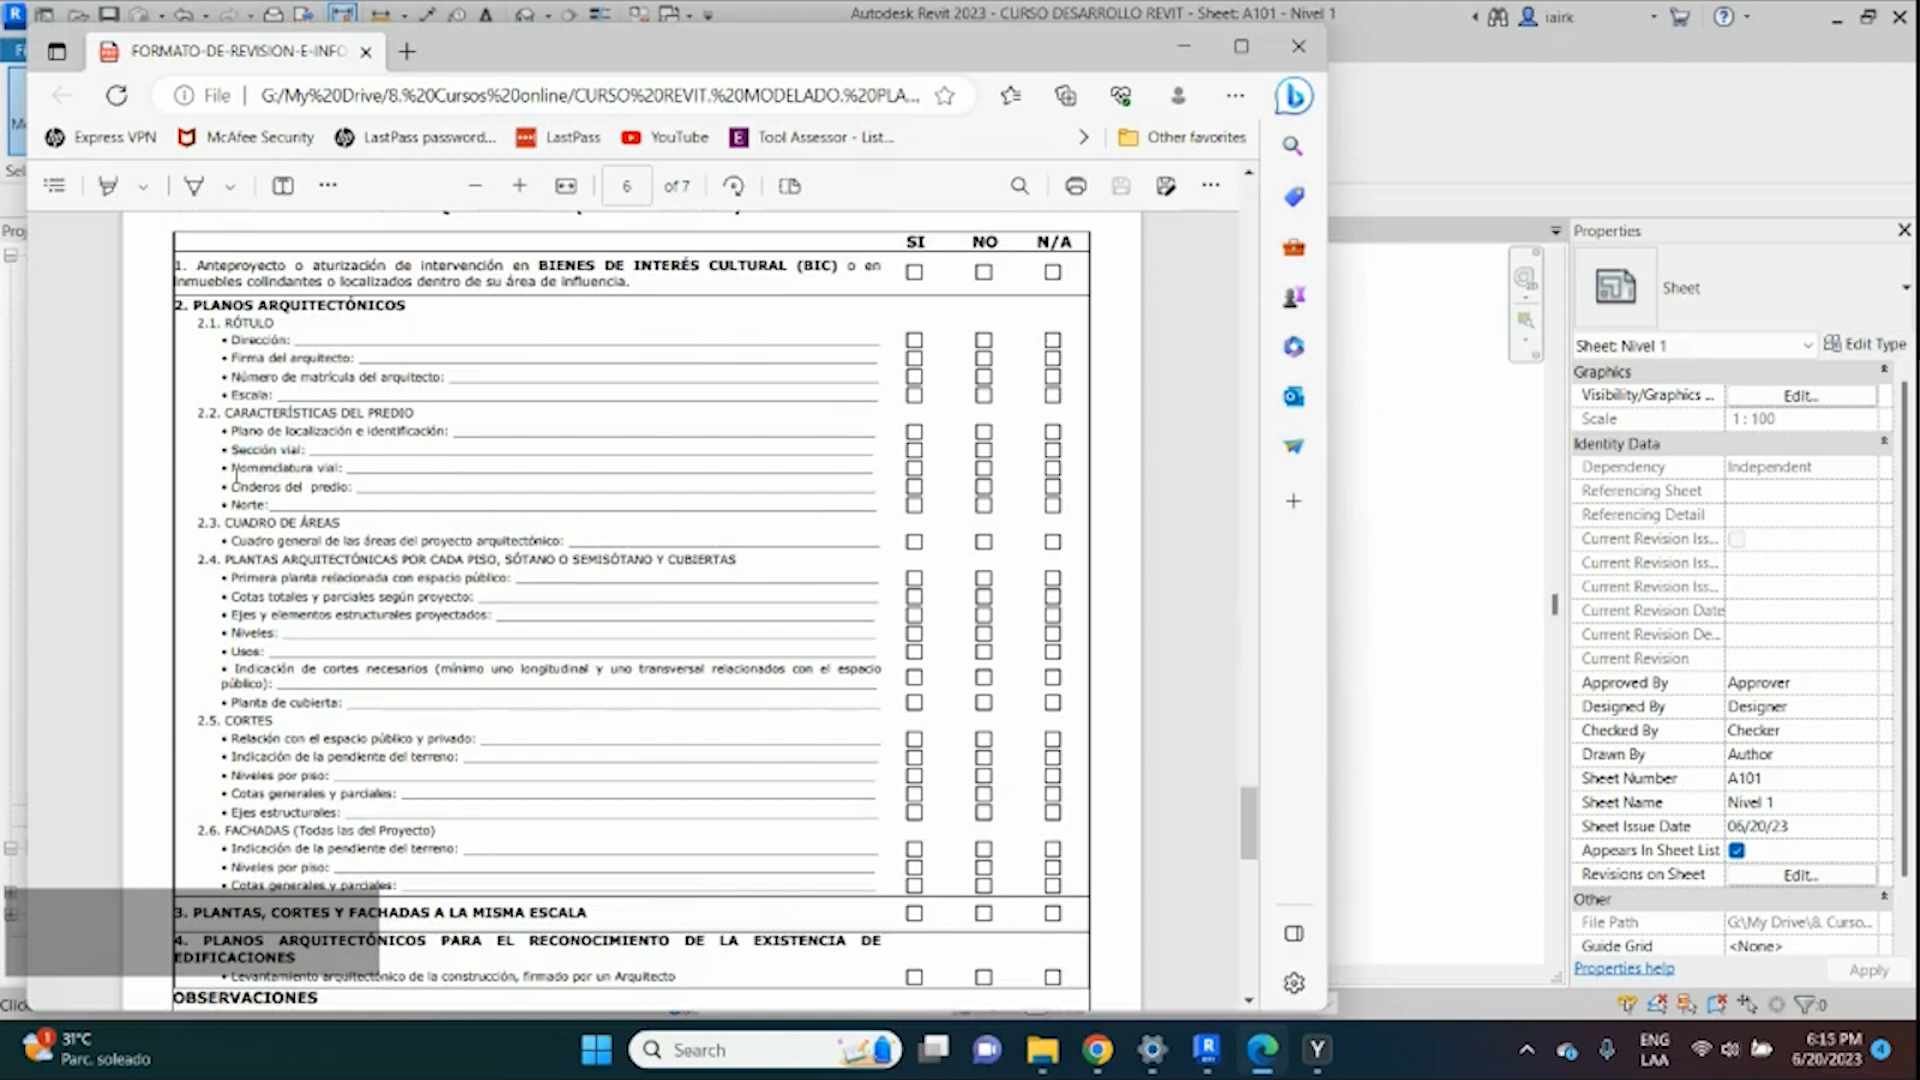 Autodesk Revit 2023 - CURSO DESARROLLO REVIT - Sheet: A101 - Nivel 1
iairk
FORMATO-DE-REVISION-E-INFO
File
G:/My%20Drive/8.%20Cursos%20online/CURSO%20REVIT.%20MODELADO.%20PLA...
Express VPN
McAfee Security
LastPass password...
LastPass
YouTube
Tool Assessor - List...
Other favorites
6 of 7
SI NO N/A
1. Anteproyecto o aturización de intervención en BIENES DE INTERÉS CULTURAL (BIC) o en
inmuebles colindantes o localizados dentro de su área de influencia.
2. PLANOS ARQUITECTÓNICOS
2.1. RÓTULO
• Dirección:
• Firma del arquitecto:
• Número de matrícula del arquitecto:
• Escala:
2.2. CARACTERÍSTICAS DEL PREDIO
• Plano de localización e identificación:
• Sección vial:
• Nomenclatura vial:
• Linderos del predio:
• Norte:
2.3. CUADRO DE ÁREAS
• Cuadro general de las áreas del proyecto arquitectónico:
2.4. PLANTAS ARQUITECTÓNICAS POR CADA PISO, SÓTANO O SEMISÓTANO Y CUBIERTAS
• Primera planta relacionada con espacio público:
• Cotas totales y parciales según proyecto:
• Ejes y elementos estructurales proyectados:
• Niveles:
• Usos:
• Indicación de cortes necesarios (mínimo uno longitudinal y uno transversal relacionados con el espacio
público):
• Planta de cubierta:
2.5. CORTES
• Relación con el espacio público y privado:
• Indicación de la pendiente del terreno:
• Niveles por piso:
• Cotas generales y parciales:
• Ejes estructurales:
2.6. FACHADAS (Todas las del Proyecto)
• Indicación de la pendiente del terreno:
• Niveles por piso:
• Cotas generales y parciales:
3. PLANTAS, CORTES Y FACHADAS A LA MISMA ESCALA
4. PLANOS ARQUITECTÓNICOS PARA EL RECONOCIMIENTO DE LA EXISTENCIA DE
EDIFICACIONES
• Levantamiento arquitectónico de la construcción, firmado por un Arquitecto
OBSERVACIONES
Properties
Sheet
Sheet: Nivel 1
Edit Type
Graphics
Visibility/Graphics ... Edit...
Scale 1 : 100
Identity Data
Dependency Independent
Referencing Sheet
Referencing Detail
Current Revision Iss...
Current Revision Iss...
Current Revision Iss...
Current Revision Date
Current Revision De...
Current Revision
Approved By Approver
Designed By Designer
Checked By Checker
Drawn By Author
Sheet Number A101
Sheet Name Nivel 1
Sheet Issue Date 06/20/23
Appears In Sheet List
Revisions on Sheet Edit...
Other
File Path G:\My Drive\8. Curso...
Guide Grid <None>
Properties help
Apply
:0
1
31°C
Parc. soleado
Search
ENG
LAA
6:15 PM
6/20/2023
4